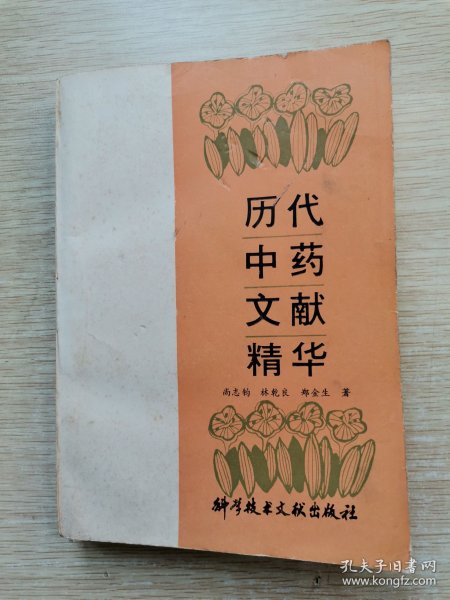 历代
中药
文献
精华
尚志钧 林乾良 郑金生 著
科学技术文献出版社
孔夫子旧书网
www.kongfz.com